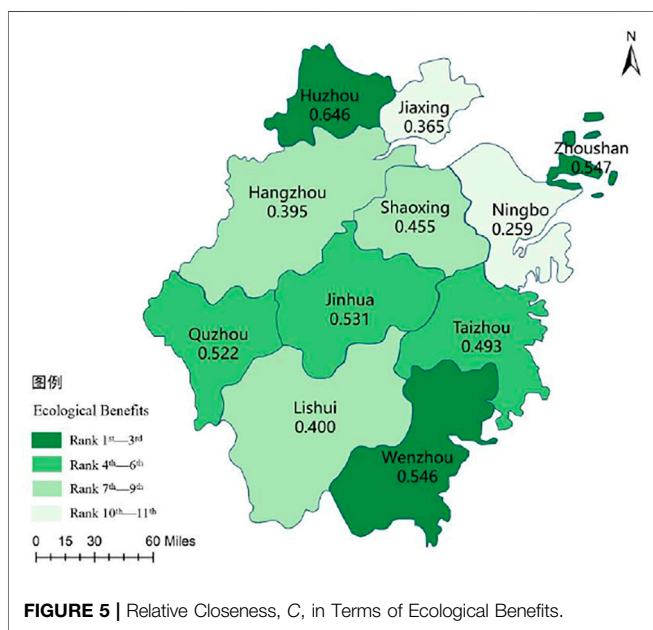 N
Huzhou
0.646
Jiaxing
0.365
Zhoushan
0.547
Hangzhou
0.395
Shaoxing
0.455
Ningbo
0.259
Jinhua
0.531
Quzhou
0.522
Taizhou
0.493
Lishui
0.400
Wenzhou
0.546
图例
Ecological Benefits
Rank 1st—3rd
Rank 4th—6th
Rank 7th—9th
Rank 10th—11th
0 15 30 60 Miles
FIGURE 5 | Relative Closeness, C, in Terms of Ecological Benefits.